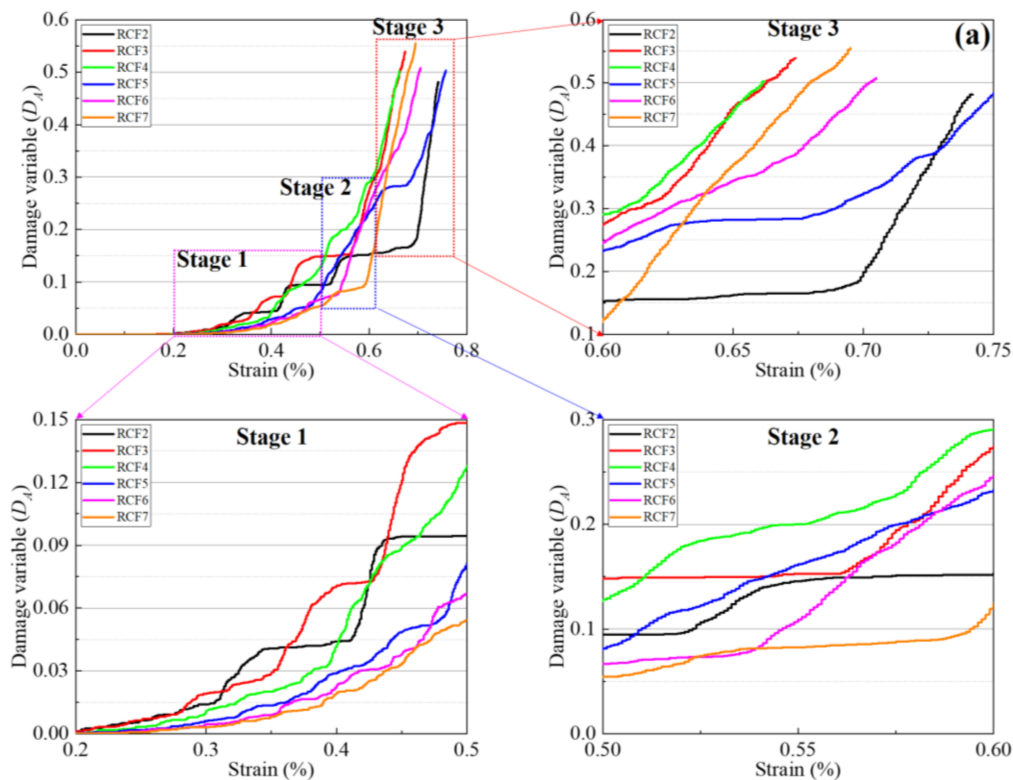 0.6
0.5
0.4
0.3
0.2
0.1
0.0
Damage variable (D_A)
RCF2
RCF3
RCF4
RCF5
RCF6
RCF7
Stage 3
Stage 2
Stage 1
0.0 0.2 0.4 0.6 0.8
Strain (%)
0.6
0.5
0.4
0.3
0.2
0.1
Damage variable (D_A)
RCF2
RCF3
RCF4
RCF5
RCF6
RCF7
Stage 3
(a)
0.60 0.65 0.70 0.75
Strain (%)
0.15
0.12
0.09
0.06
0.03
0.00
Damage variable (D_A)
RCF2
RCF3
RCF4
RCF5
RCF6
RCF7
Stage 1
0.2 0.3 0.4 0.5
Strain (%)
0.3
0.2
0.1
0.0
Damage variable (D_A)
RCF2
RCF3
RCF4
RCF5
RCF6
RCF7
Stage 2
0.50 0.55 0.60
Strain (%)